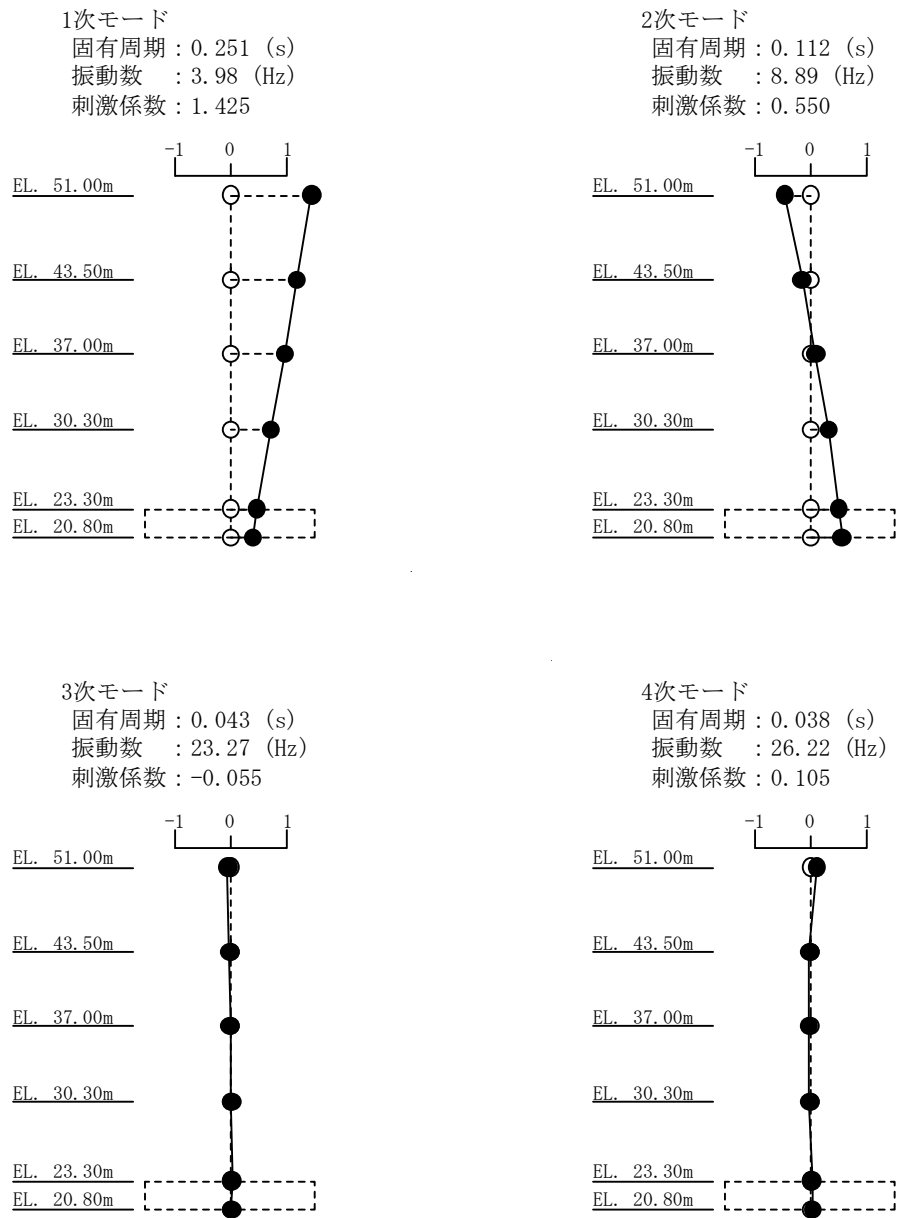 1次モード
固有周期：0.251 (s)
振動数　：3.98 (Hz)
刺激係数：1.425
-1 0 1
EL. 51.00m
EL. 43.50m
EL. 37.00m
EL. 30.30m
EL. 23.30m
EL. 20.80m
2次モード
固有周期：0.112 (s)
振動数　：8.89 (Hz)
刺激係数：0.550
-1 0 1
EL. 51.00m
EL. 43.50m
EL. 37.00m
EL. 30.30m
EL. 23.30m
EL. 20.80m
3次モード
固有周期：0.043 (s)
振動数　：23.27 (Hz)
刺激係数：-0.055
-1 0 1
EL. 51.00m
EL. 43.50m
EL. 37.00m
EL. 30.30m
EL. 23.30m
EL. 20.80m
4次モード
固有周期：0.038 (s)
振動数　：26.22 (Hz)
刺激係数：0.105
-1 0 1
EL. 51.00m
EL. 43.50m
EL. 37.00m
EL. 30.30m
EL. 23.30m
EL. 20.80m